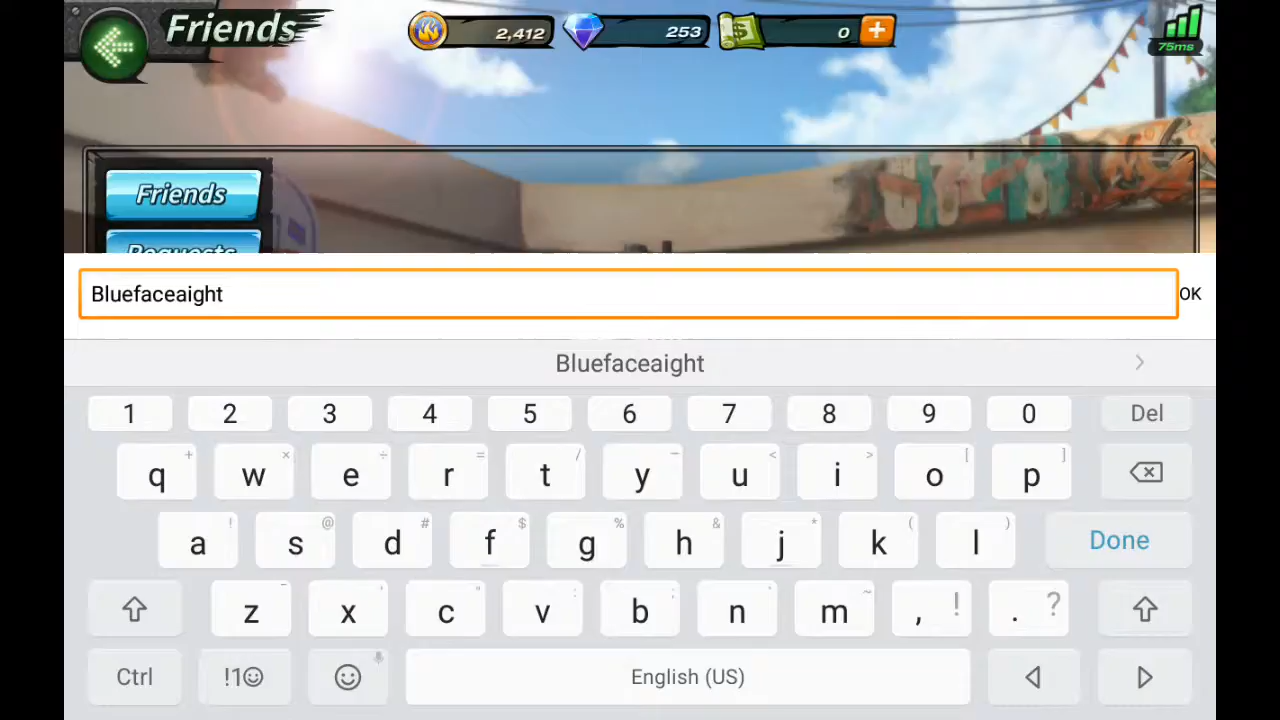 Friends
2,412
253
0
75ms
Friends
Requests
Bluefaceaight
OK
Bluefaceaight
1 2 3 4 5 6 7 8 9 0 Del
q w e r t y u i o p
+ × ÷ = / _ < > [ ]
a s d f g h j k l Done
! @ # $ % & * ( )
z x c v b n m , ! . ?
Ctrl !1☺ English (US)